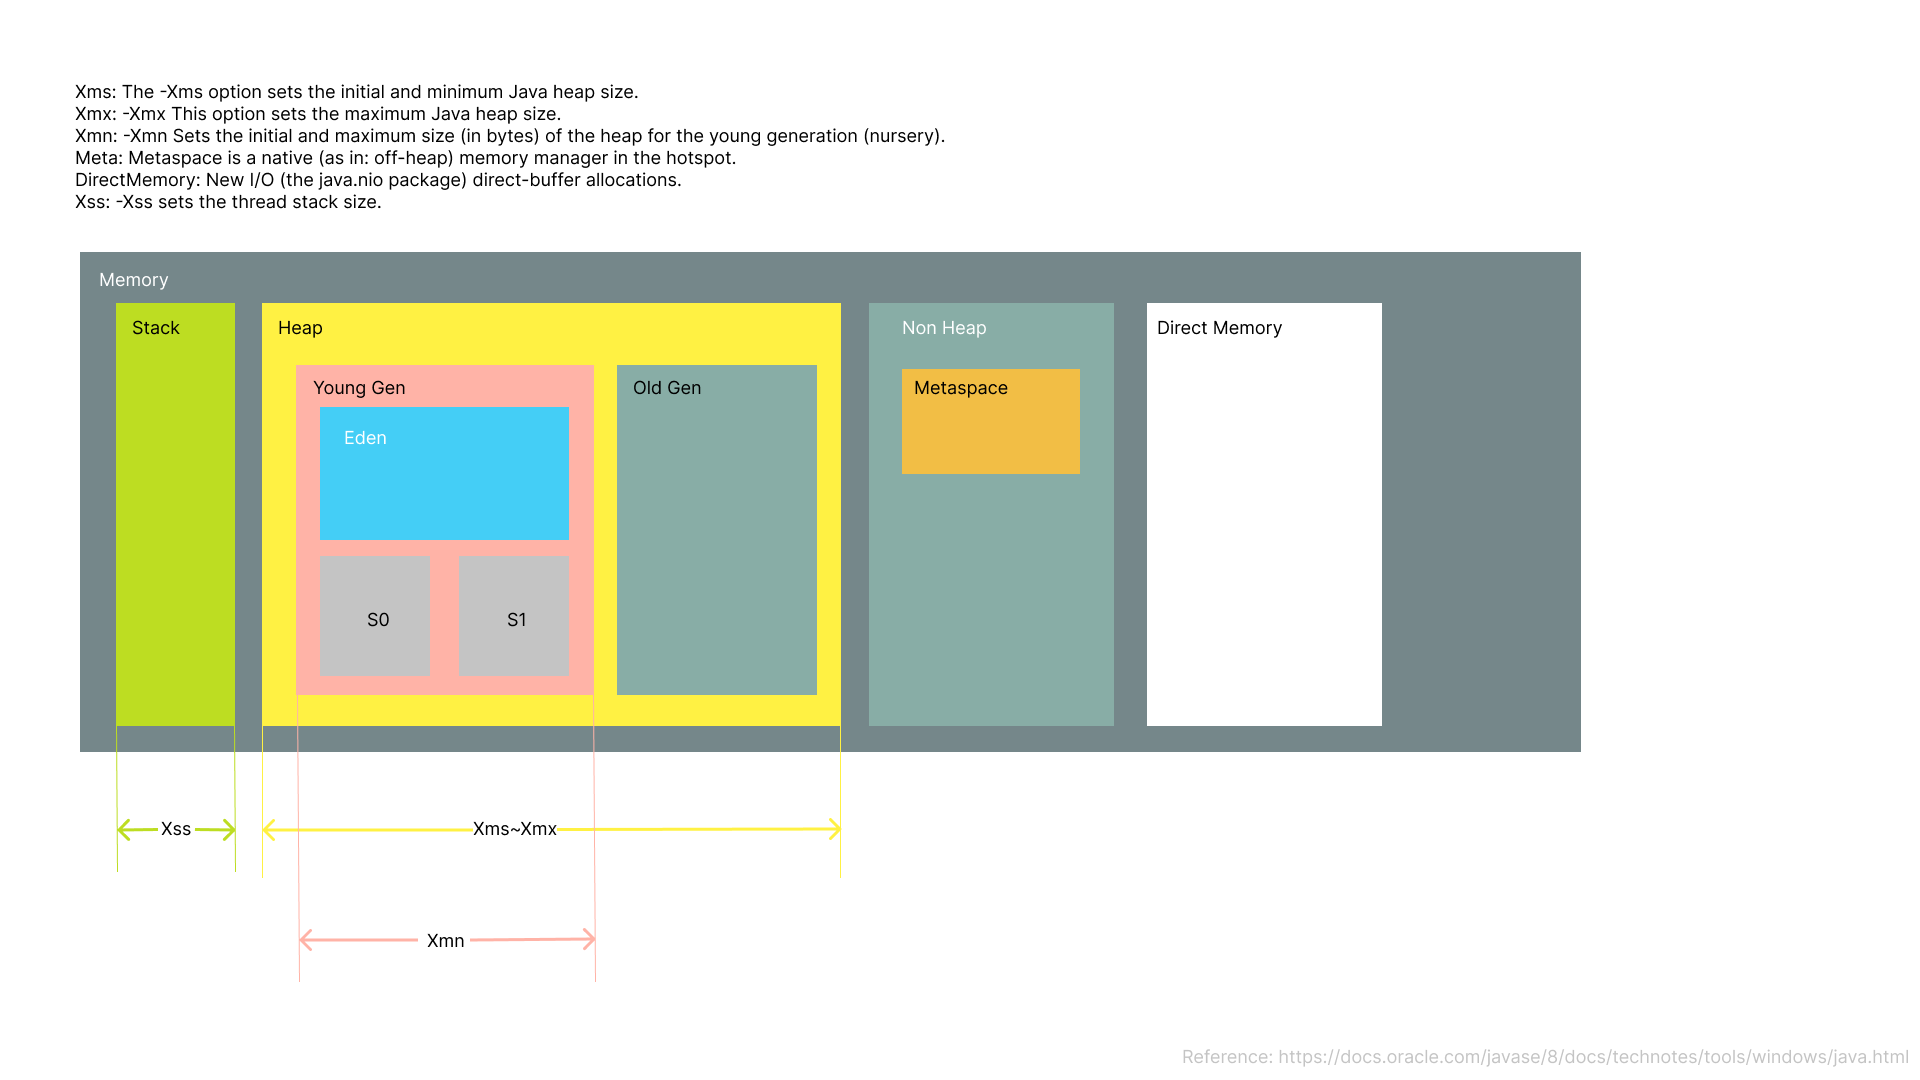 Xms: The -Xms option sets the initial and minimum Java heap size.
Xmx: -Xmx This option sets the maximum Java heap size.
Xmn: -Xmn Sets the initial and maximum size (in bytes) of the heap for the young generation (nursery).
Meta: Metaspace is a native (as in: off-heap) memory manager in the hotspot.
DirectMemory: New I/O (the java.nio package) direct-buffer allocations.
Xss: -Xss sets the thread stack size.
Memory
Stack
Heap
Non Heap
Direct Memory
Young Gen
Old Gen
Metaspace
Eden
S0
S1
Xss
Xms~Xmx
Xmn
Reference: https://docs.oracle.com/javase/8/docs/technotes/tools/windows/java.html